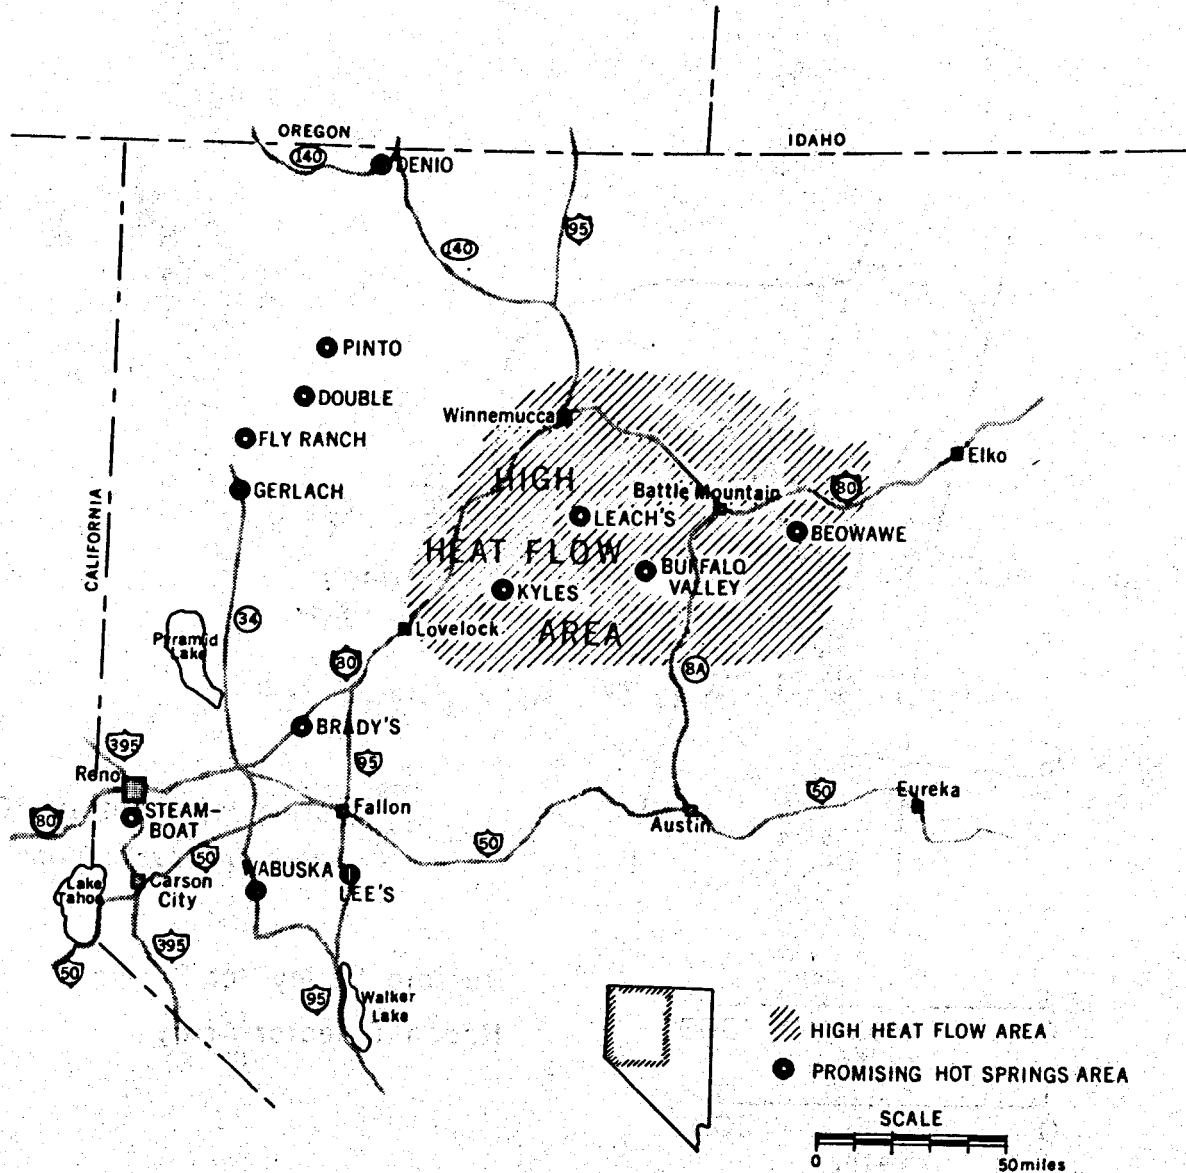 OREGON
IDAHO
140
DENIO
140
95
PINTO
DOUBLE
FLY RANCH
GERLACH
CALIFORNIA
Winnemucca
HIGH
HEAT FLOW
AREA
Battle Mountain
80
Elko
LEACH'S
BEOWAWE
BUFFALO
VALLEY
KYLES
Lovelock
34
Pyramid
Lake
80
8A
BRADY'S
95
395
Reno
80
STEAM-
BOAT
Fallon
50
Austin
50
Eureka
50
WABUSKA
LEE'S
Lake
Tahoe
Carson
City
395
50
95
Walker
Lake
HIGH HEAT FLOW AREA
PROMISING HOT SPRINGS AREA
SCALE
0
50 miles